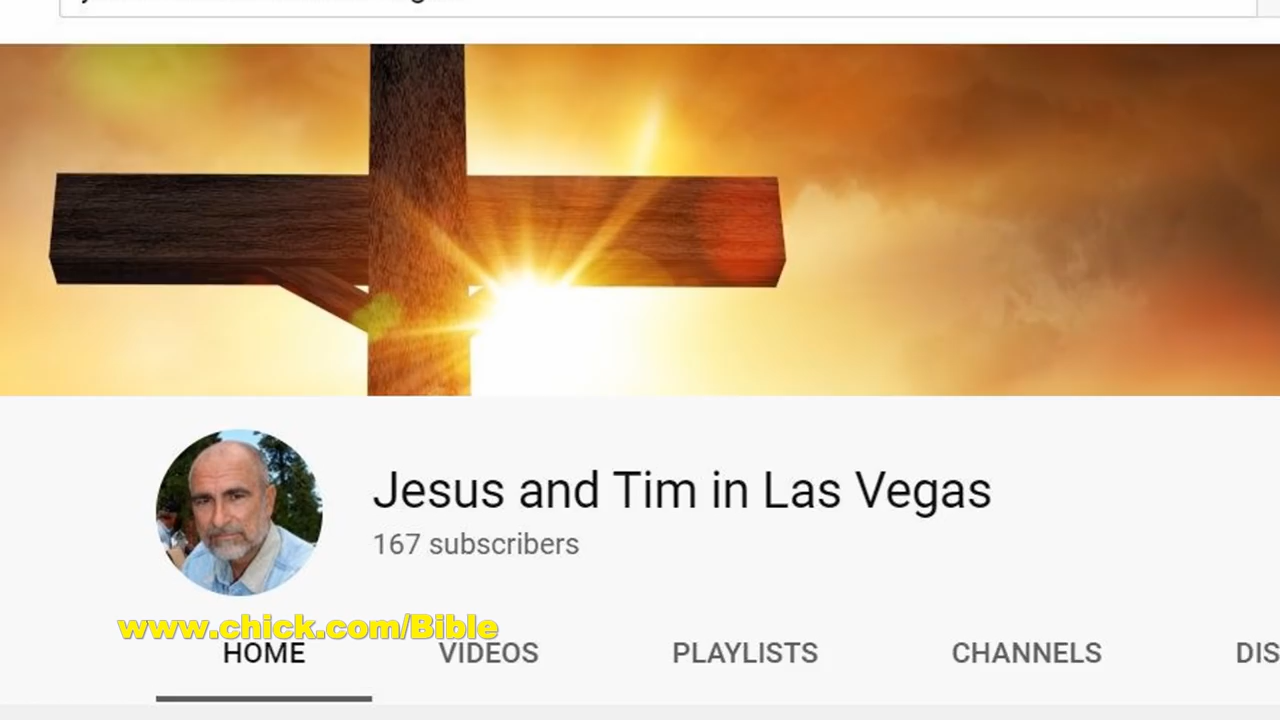 Jesus and Tim in Las Vegas
167 subscribers
www.chick.com/Bible
HOME VIDEOS PLAYLISTS CHANNELS DIS